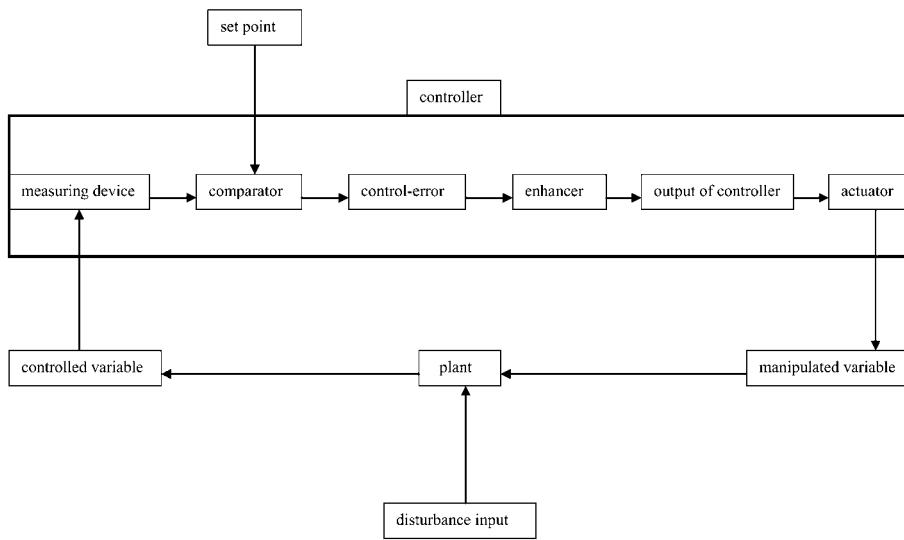 set point
controller
measuring device
comparator
control-error
enhancer
output of controller
actuator
controlled variable
plant
manipulated variable
disturbance input